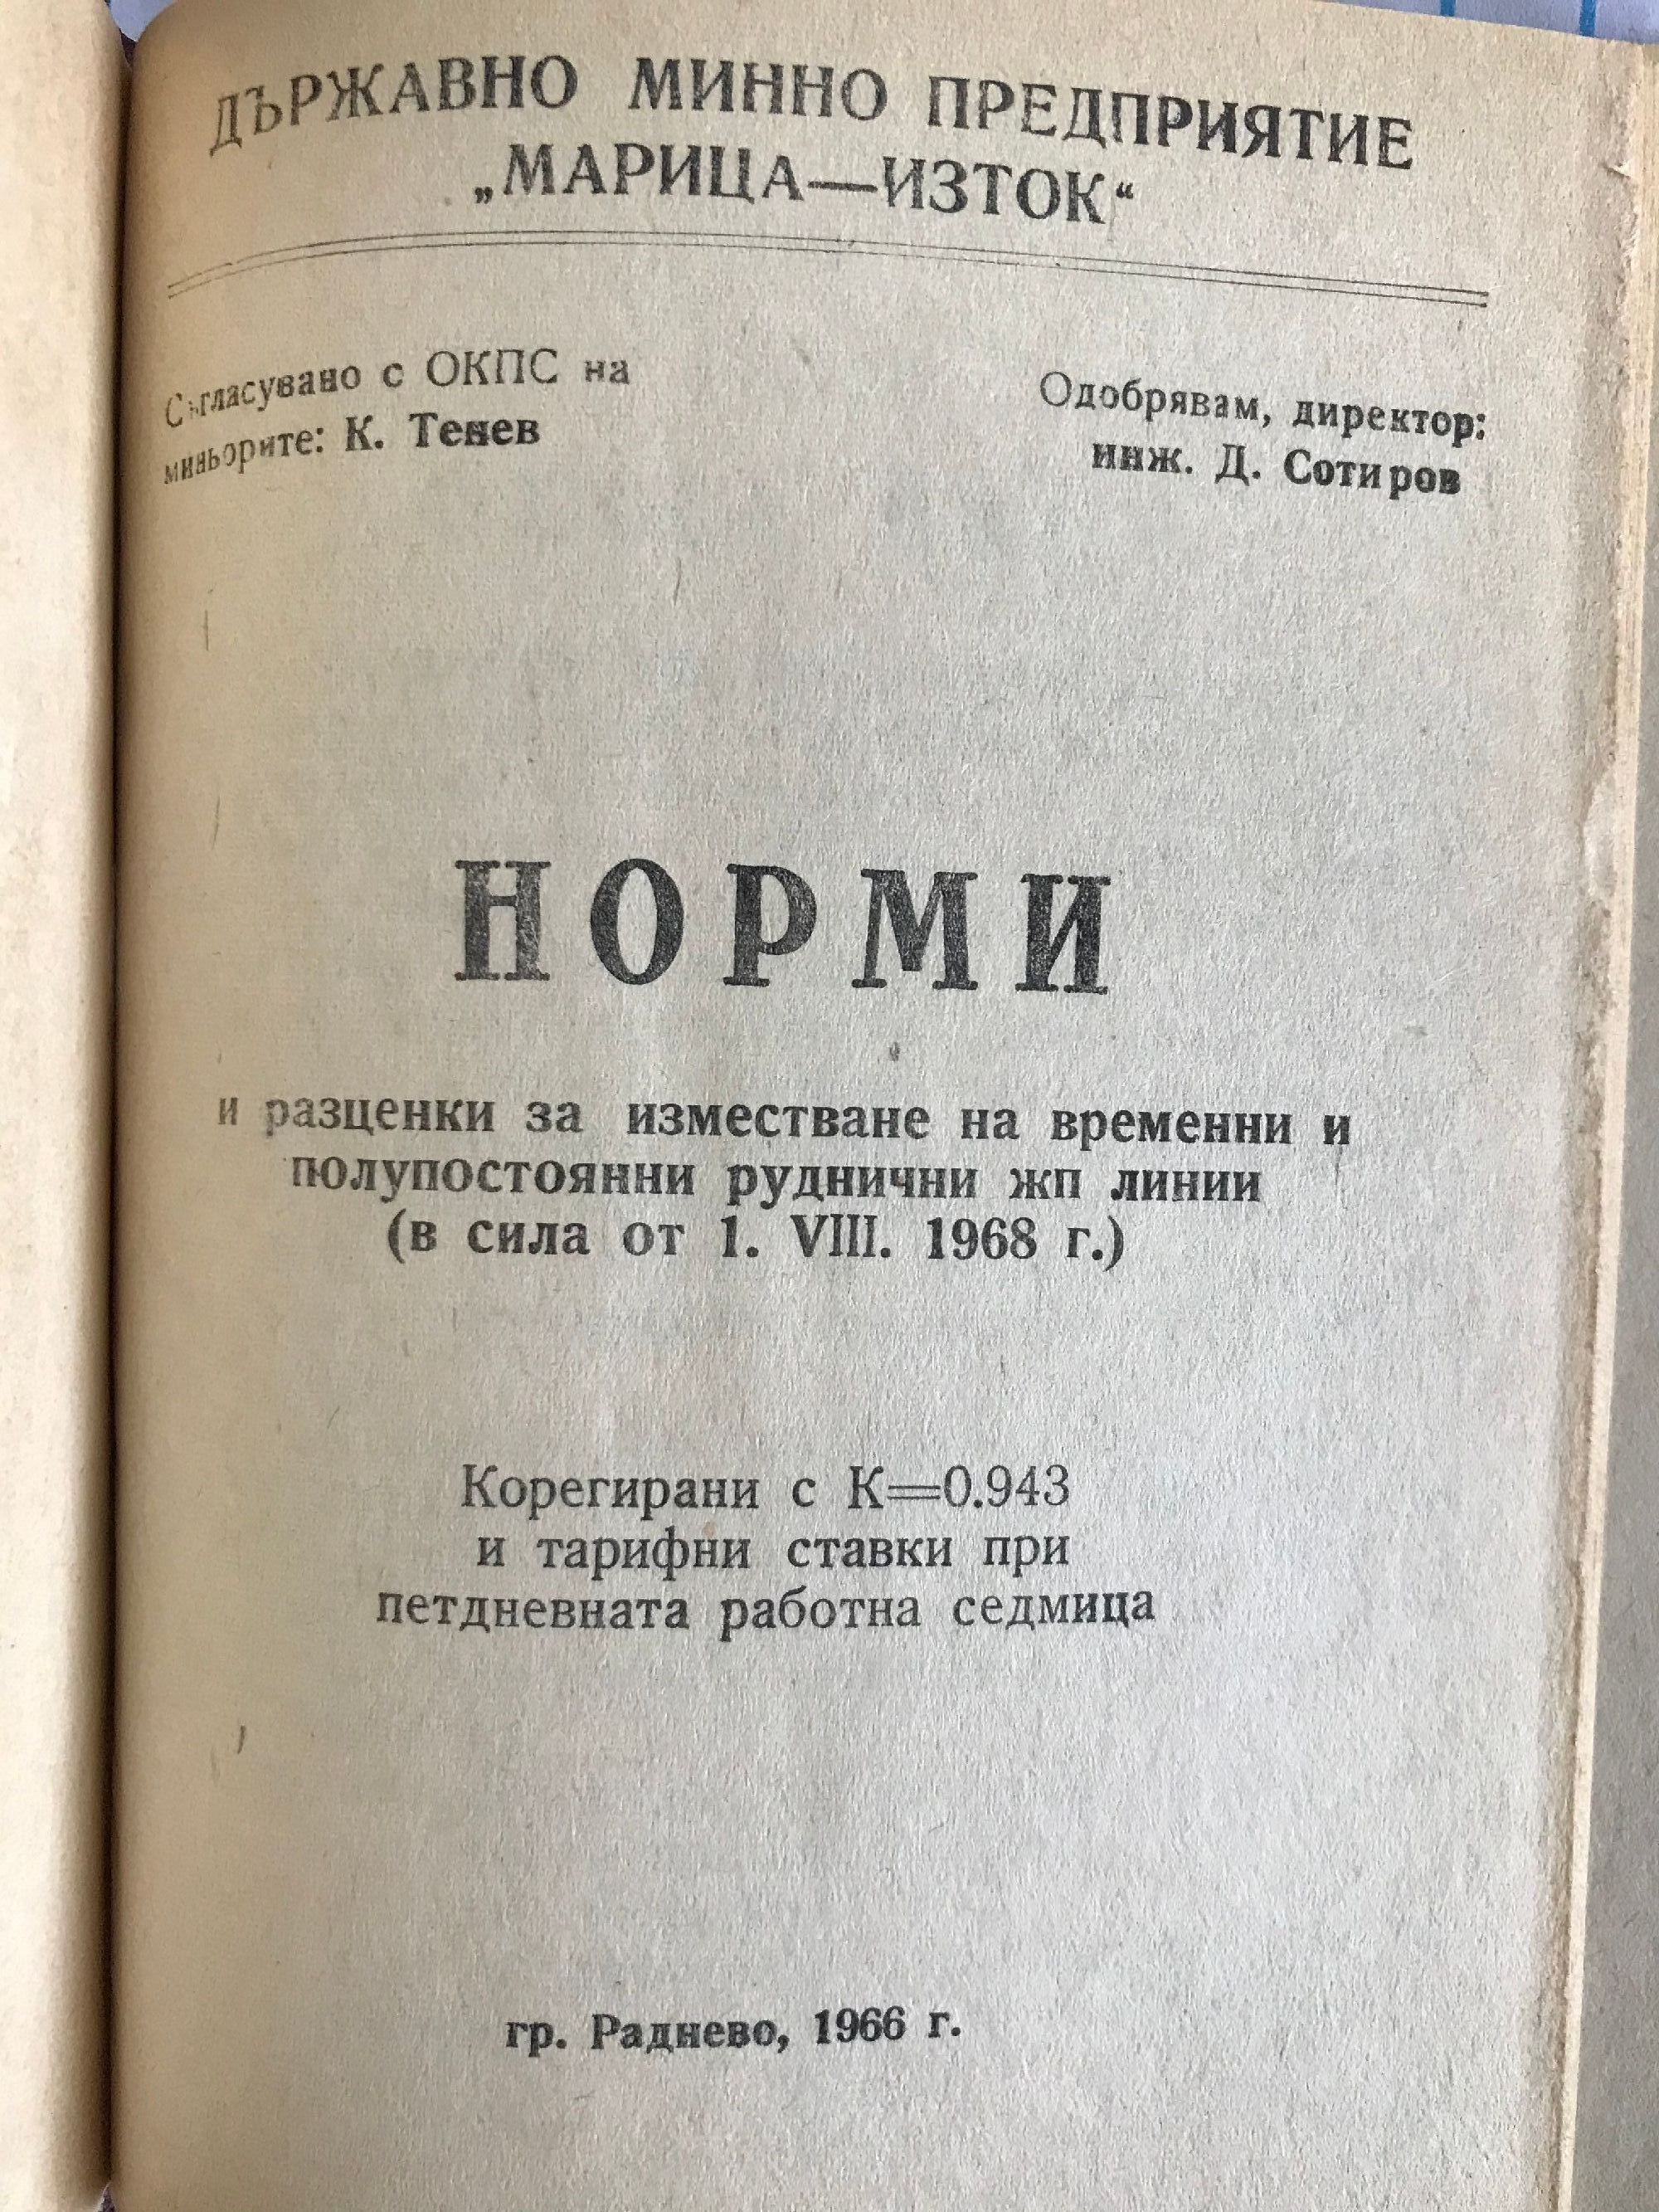 ДЪРЖАВНО МИННО ПРЕДПРИЯТИЕ
„МАРИЦА—ИЗТОК“
Съгласувано с ОКПС на
миньорите: К. Тенев
Одобрявам, директор:
инж. Д. Сотиров
НОРМИ
и разценки за изместване на временни и
полупостоянни руднични жп линии
(в сила от 1. VIII. 1968 г.)
Корегирани с К=0.943
и тарифни ставки при
петдневната работна седмица
гр. Раднево, 1966 г.